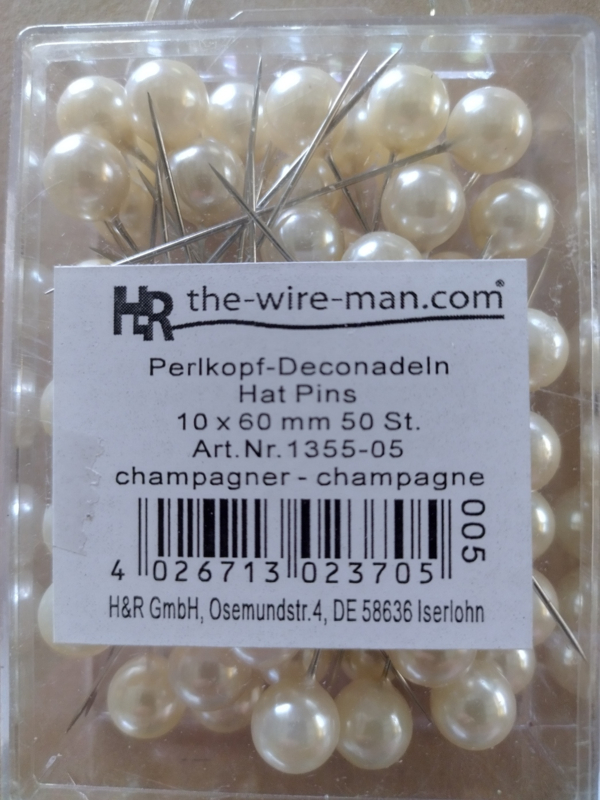 H&R the-wire-man.com®
Perlkopf-Deconadeln
Hat Pins
10 x 60 mm 50 St.
Art.Nr.1355-05
champagner - champagne
005
4 026713 023705
H&R GmbH, Osemundstr.4, DE 58636 Iserlohn